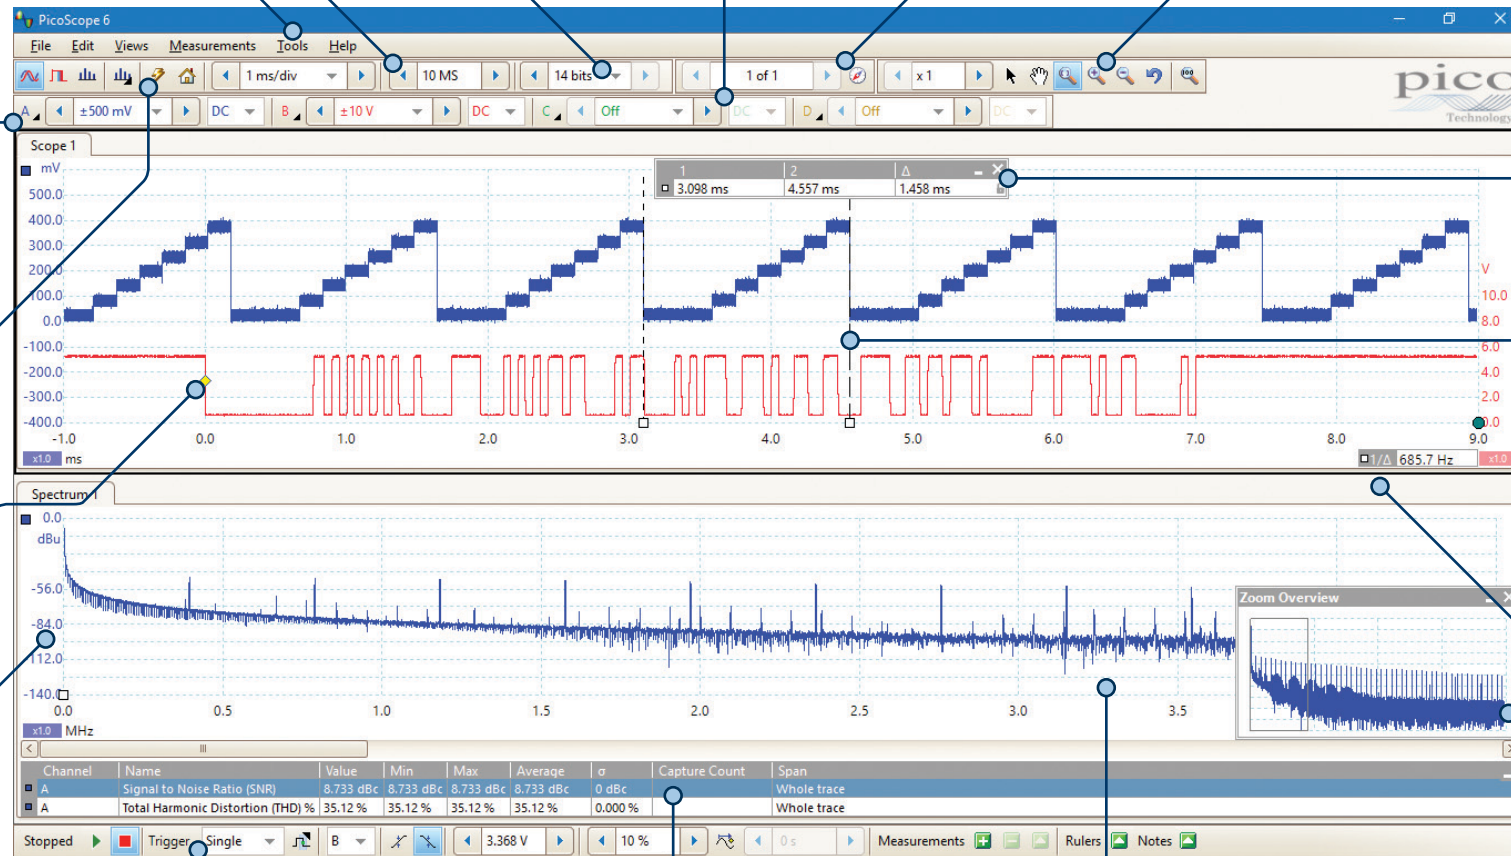 PicoScope 6
File Edit Views Measurements Tools Help
1 ms/div 10 MS 14 bits 1 of 1 x 1
pico
Technology
A ±500 mV DC B ±10 V DC C Off DC D Off DC
Scope 1
mV
500.0
400.0
300.0
200.0
100.0
0.0
-100.0
-200.0
-300.0
-400.0
1 2 Δ
3.098 ms 4.557 ms 1.458 ms
V
10.0
8.0
6.0
4.0
2.0
0.0
-1.0 0.0 1.0 2.0 3.0 4.0 5.0 6.0 7.0 8.0 9.0
x1.0 ms
1/Δ 685.7 Hz x1.0
Spectrum 1
0.0
dBu
-56.0
-84.0
-112.0
-140.0
0.0 0.5 1.0 1.5 2.0 2.5 3.0 3.5
x1.0 MHz
Zoom Overview
Channel Name Value Min Max Average σ Capture Count Span
A Signal to Noise Ratio (SNR) 8.733 dBc 8.733 dBc 8.733 dBc 8.733 dBc 0 dBc Whole trace
A Total Harmonic Distortion (THD) % 35.12 % 35.12 % 35.12 % 35.12 % 0.000 % Whole trace
Stopped Trigger Single B 3.368 V 10 % 0 s Measurements Rulers Notes